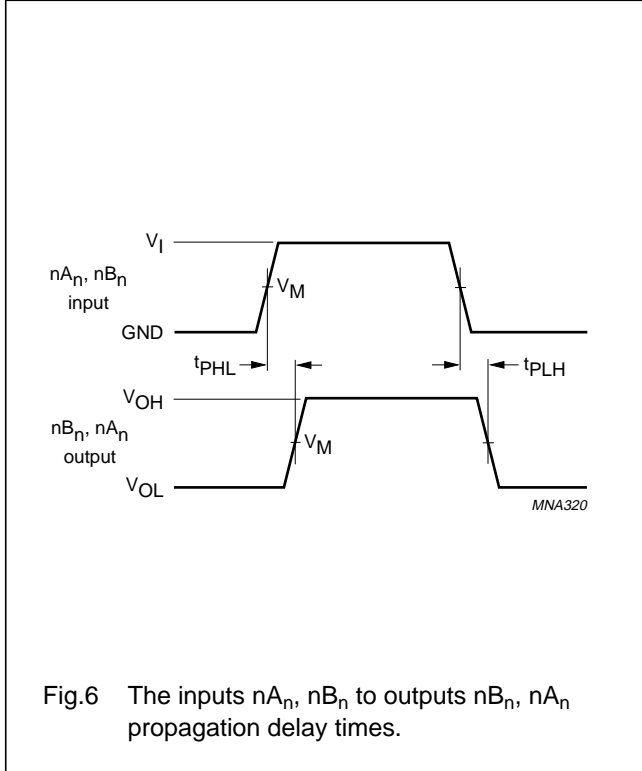 V_I
nA_n, nB_n
input
V_M
GND
t_PHL
t_PLH
V_OH
nB_n, nA_n
output
V_M
V_OL
MNA320
Fig.6 The inputs nA_n, nB_n to outputs nB_n, nA_n
propagation delay times.